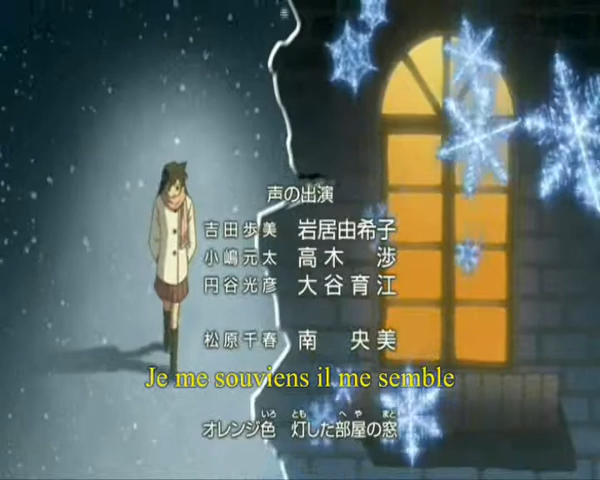 声の出演
吉田歩美 岩居由希子
小嶋元太 高木 渉
円谷光彦 大谷育江
松原千春 南 央美
Je me souviens il me semble
いろ とも へや まど
オレンジ色 灯した部屋の窓